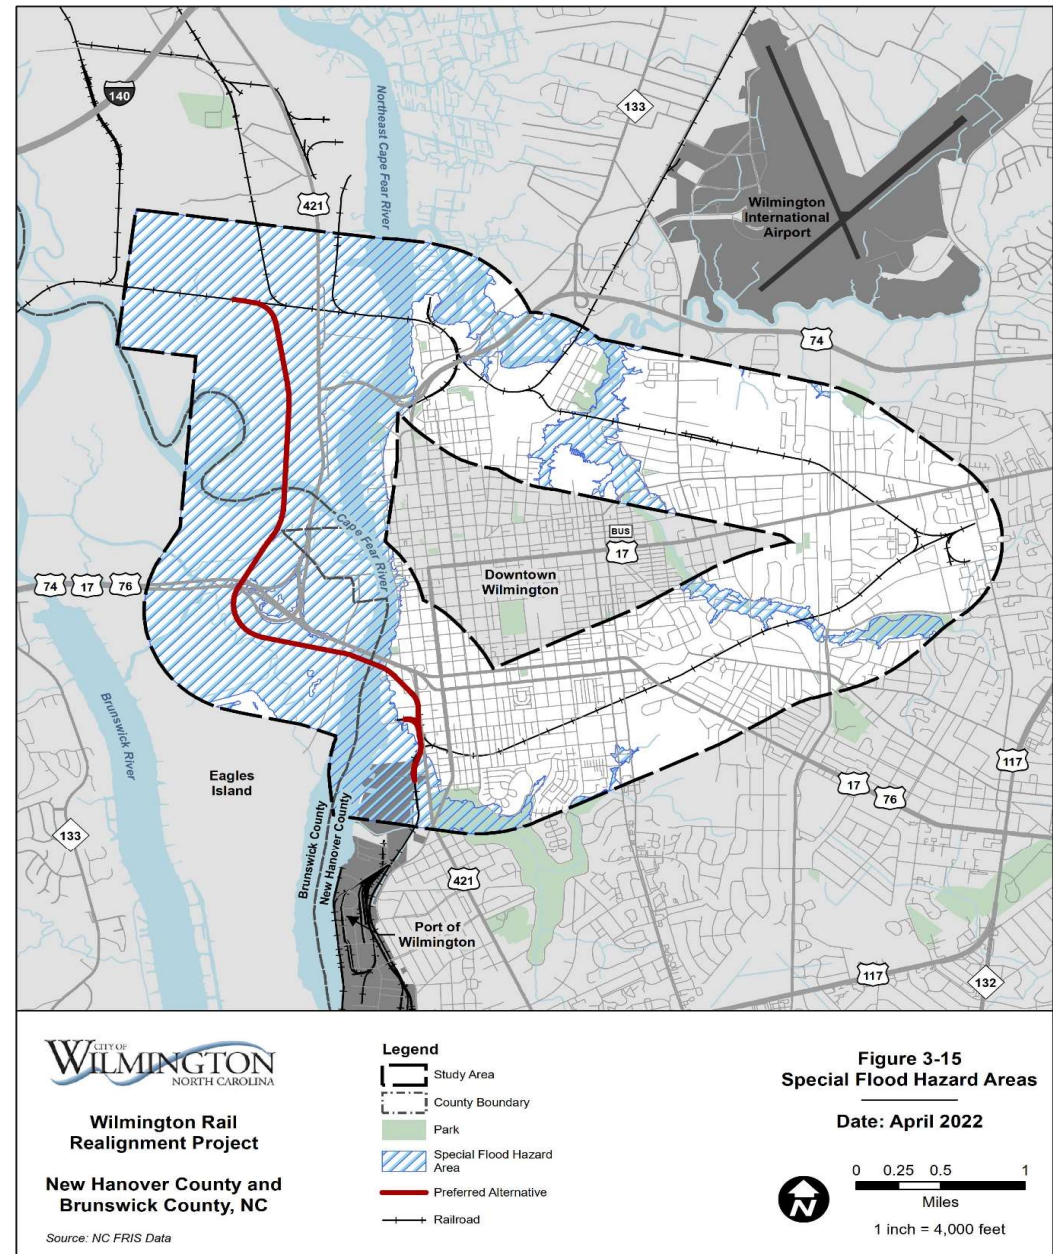 140
421
Northeast Cape Fear River
133
Wilmington
International
Airport
74
Cape Fear River
BUS
17
Downtown
Wilmington
74
17
76
Brunswick River
Eagles
Island
133
Brunswick County
New Hanover County
117
17
76
421
Port of
Wilmington
117
132
CITY OF
WILMINGTON
NORTH CAROLINA
Wilmington Rail
Realignment Project
New Hanover County and
Brunswick County, NC
Source: NC FRIS Data
Legend
Study Area
County Boundary
Park
Special Flood Hazard
Area
Preferred Alternative
Railroad
Figure 3-15
Special Flood Hazard Areas
Date: April 2022
N
0 0.25 0.5 1
Miles
1 inch = 4,000 feet